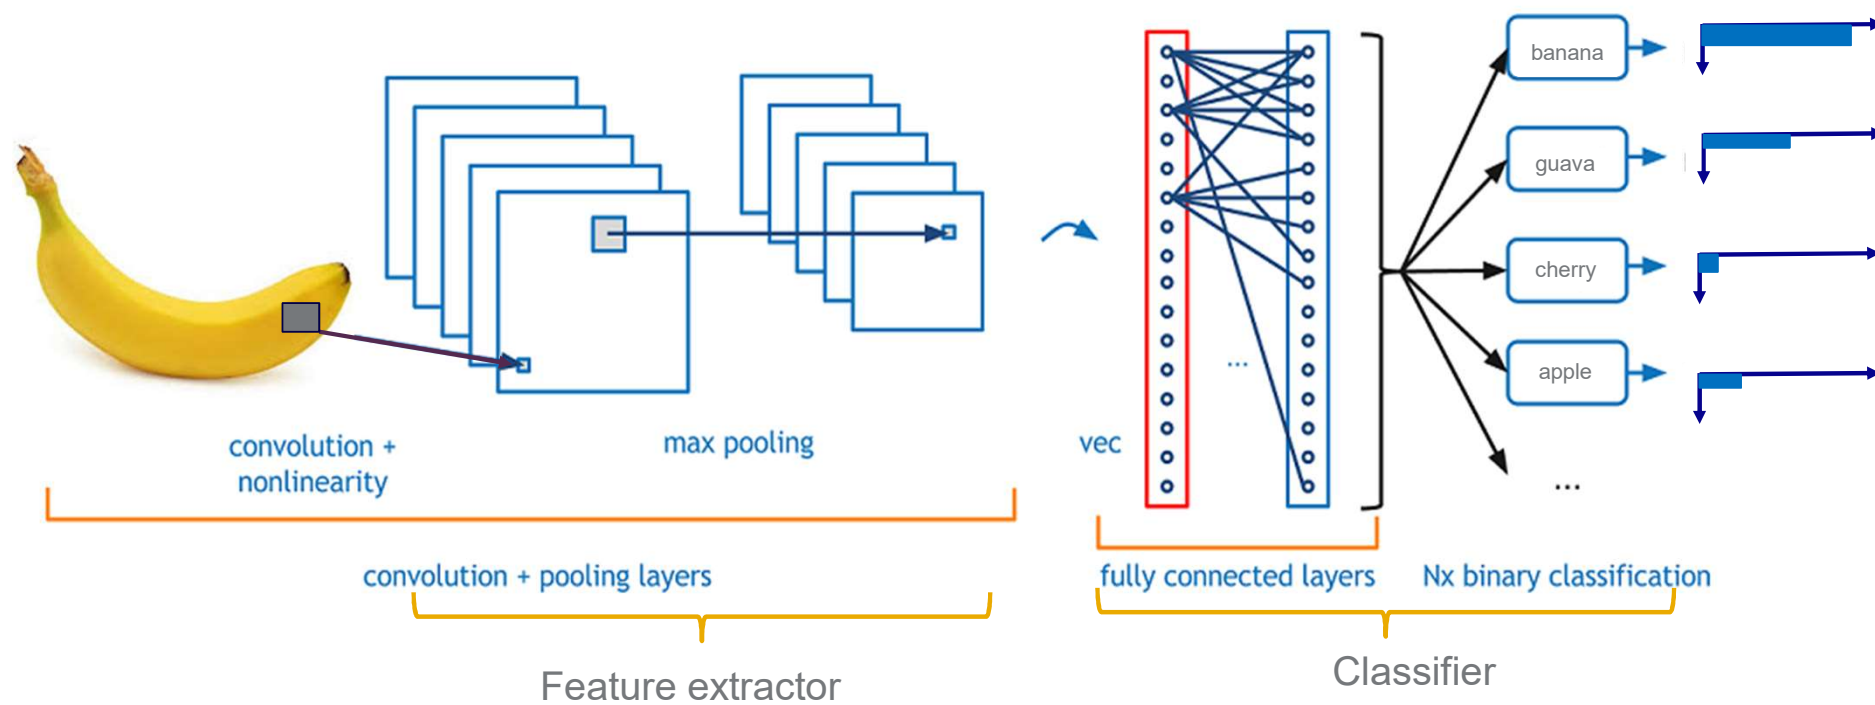 banana
guava
cherry
apple
...
...
convolution +
nonlinearity
max pooling
vec
convolution + pooling layers
fully connected layers
Nx binary classification
Feature extractor
Classifier